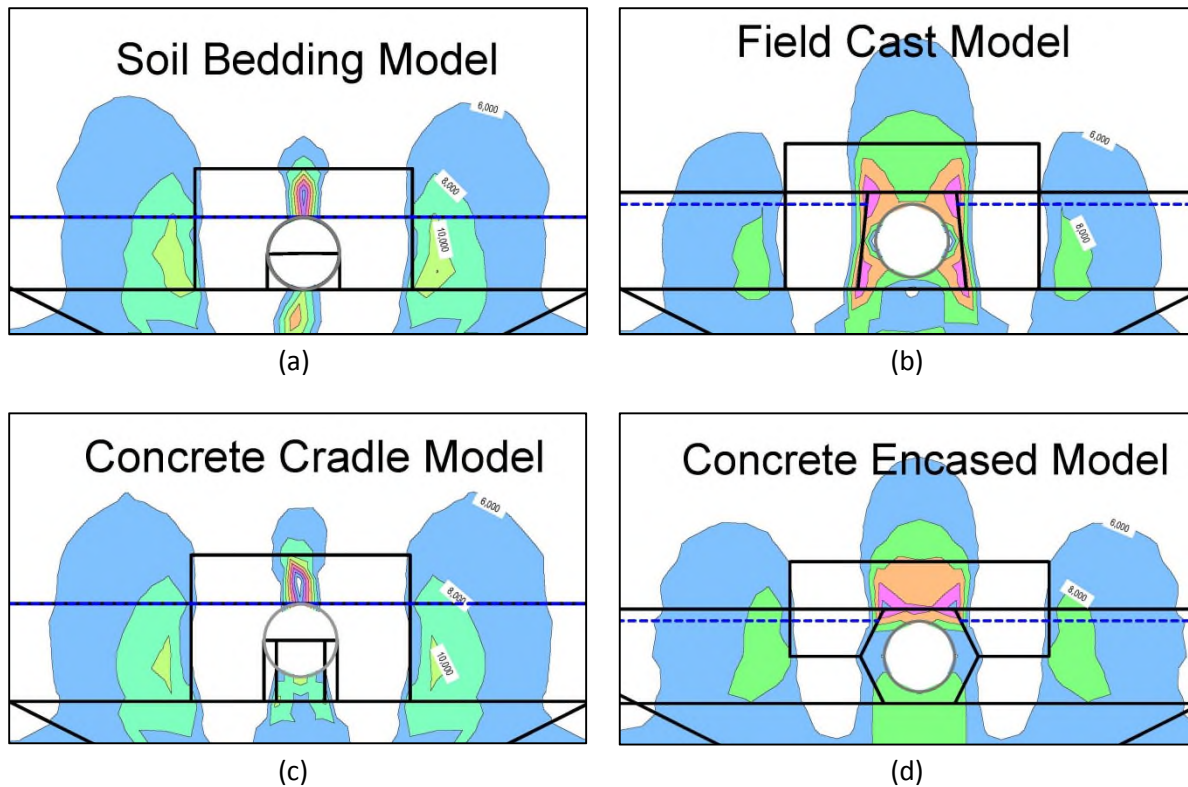 Soil Bedding Model
6,000
8,000
10,000
(a)
Field Cast Model
6,000
8,000
(b)
Concrete Cradle Model
6,000
8,000
10,000
(c)
Concrete Encased Model
6,000
8,000
(d)